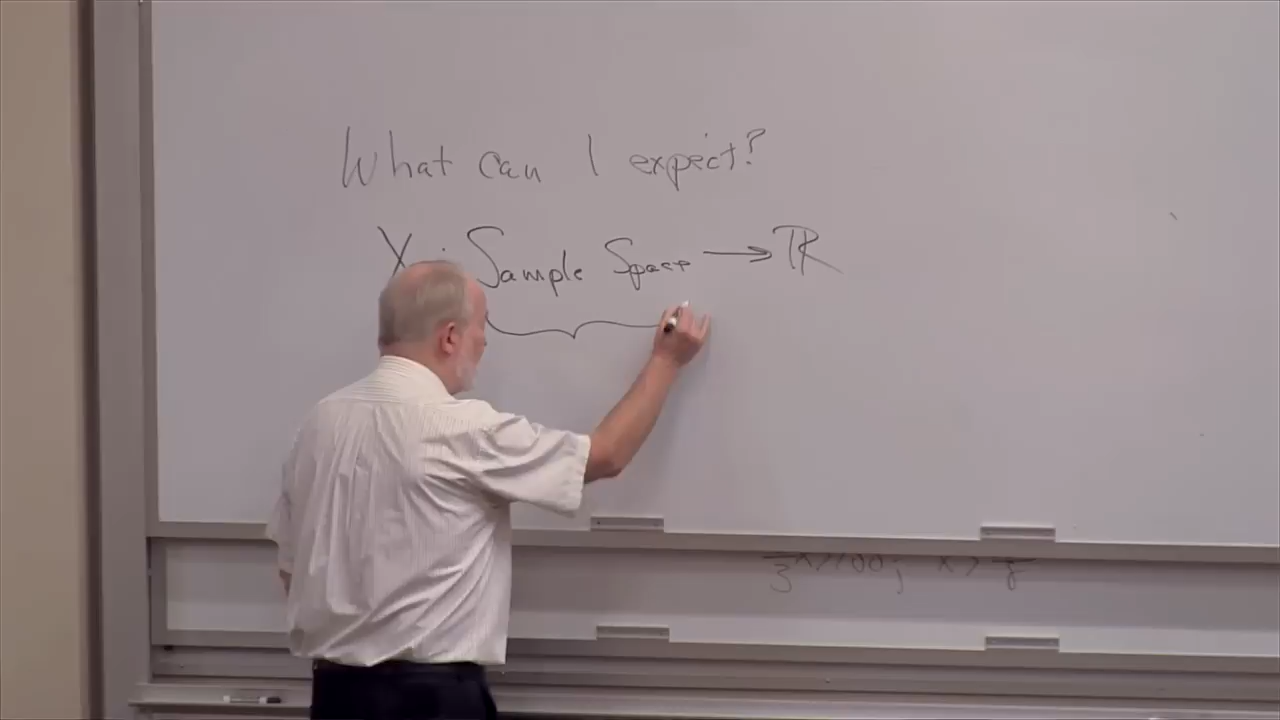 What can I expect?
X : Sample Space → ℝ